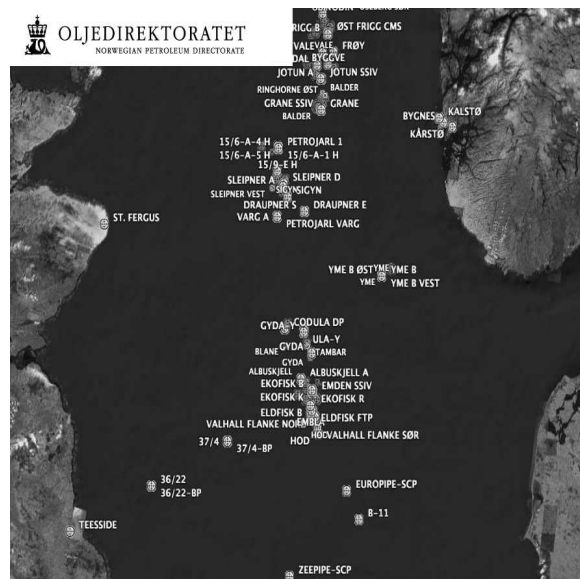 OLJEDIREKTORATET
NORWEGIAN PETROLEUM DIRECTORATE
RIGG B
ØST FRIGG CMS
VALEVALE
FRØY
DAL
BYGGVE
JOTUN A
JOTUN SSIV
RINGHORNE ØST
BALDER
GRANE SSIV
GRANE
BALDER
BYGNES
KALSTØ
KÅRSTØ
15/6-A-4 H
PETROJARL 1
15/6-A-5 H
15/6-A-1 H
15/9-E H
SLEIPNER A
SLEIPNER D
SLEIPNER VEST
SIGYN
SIGYN
DRAUPNER S
DRAUPNER E
VARG A
PETROJARL VARG
ST. FERGUS
YME B ØST
YME
YME B
YME
YME B VEST
GYDA-Y
CODULA DP
GYDA
ULA-Y
BLANE
TAMBAR
GYDA
ALBUSKJELL
ALBUSKJELL A
EKOFISK B
EMDEN SSIV
EKOFISK K
EKOFISK R
ELDFISK B
ELDFISK FTP
EMBLA
VALHALL FLANKE NORD
HOD
HOD
VALHALL FLANKE SØR
37/4
37/4-BP
36/22
36/22-BP
EUROPIPE-SCP
B-11
TEESSIDE
ZEEPIPE-SCP